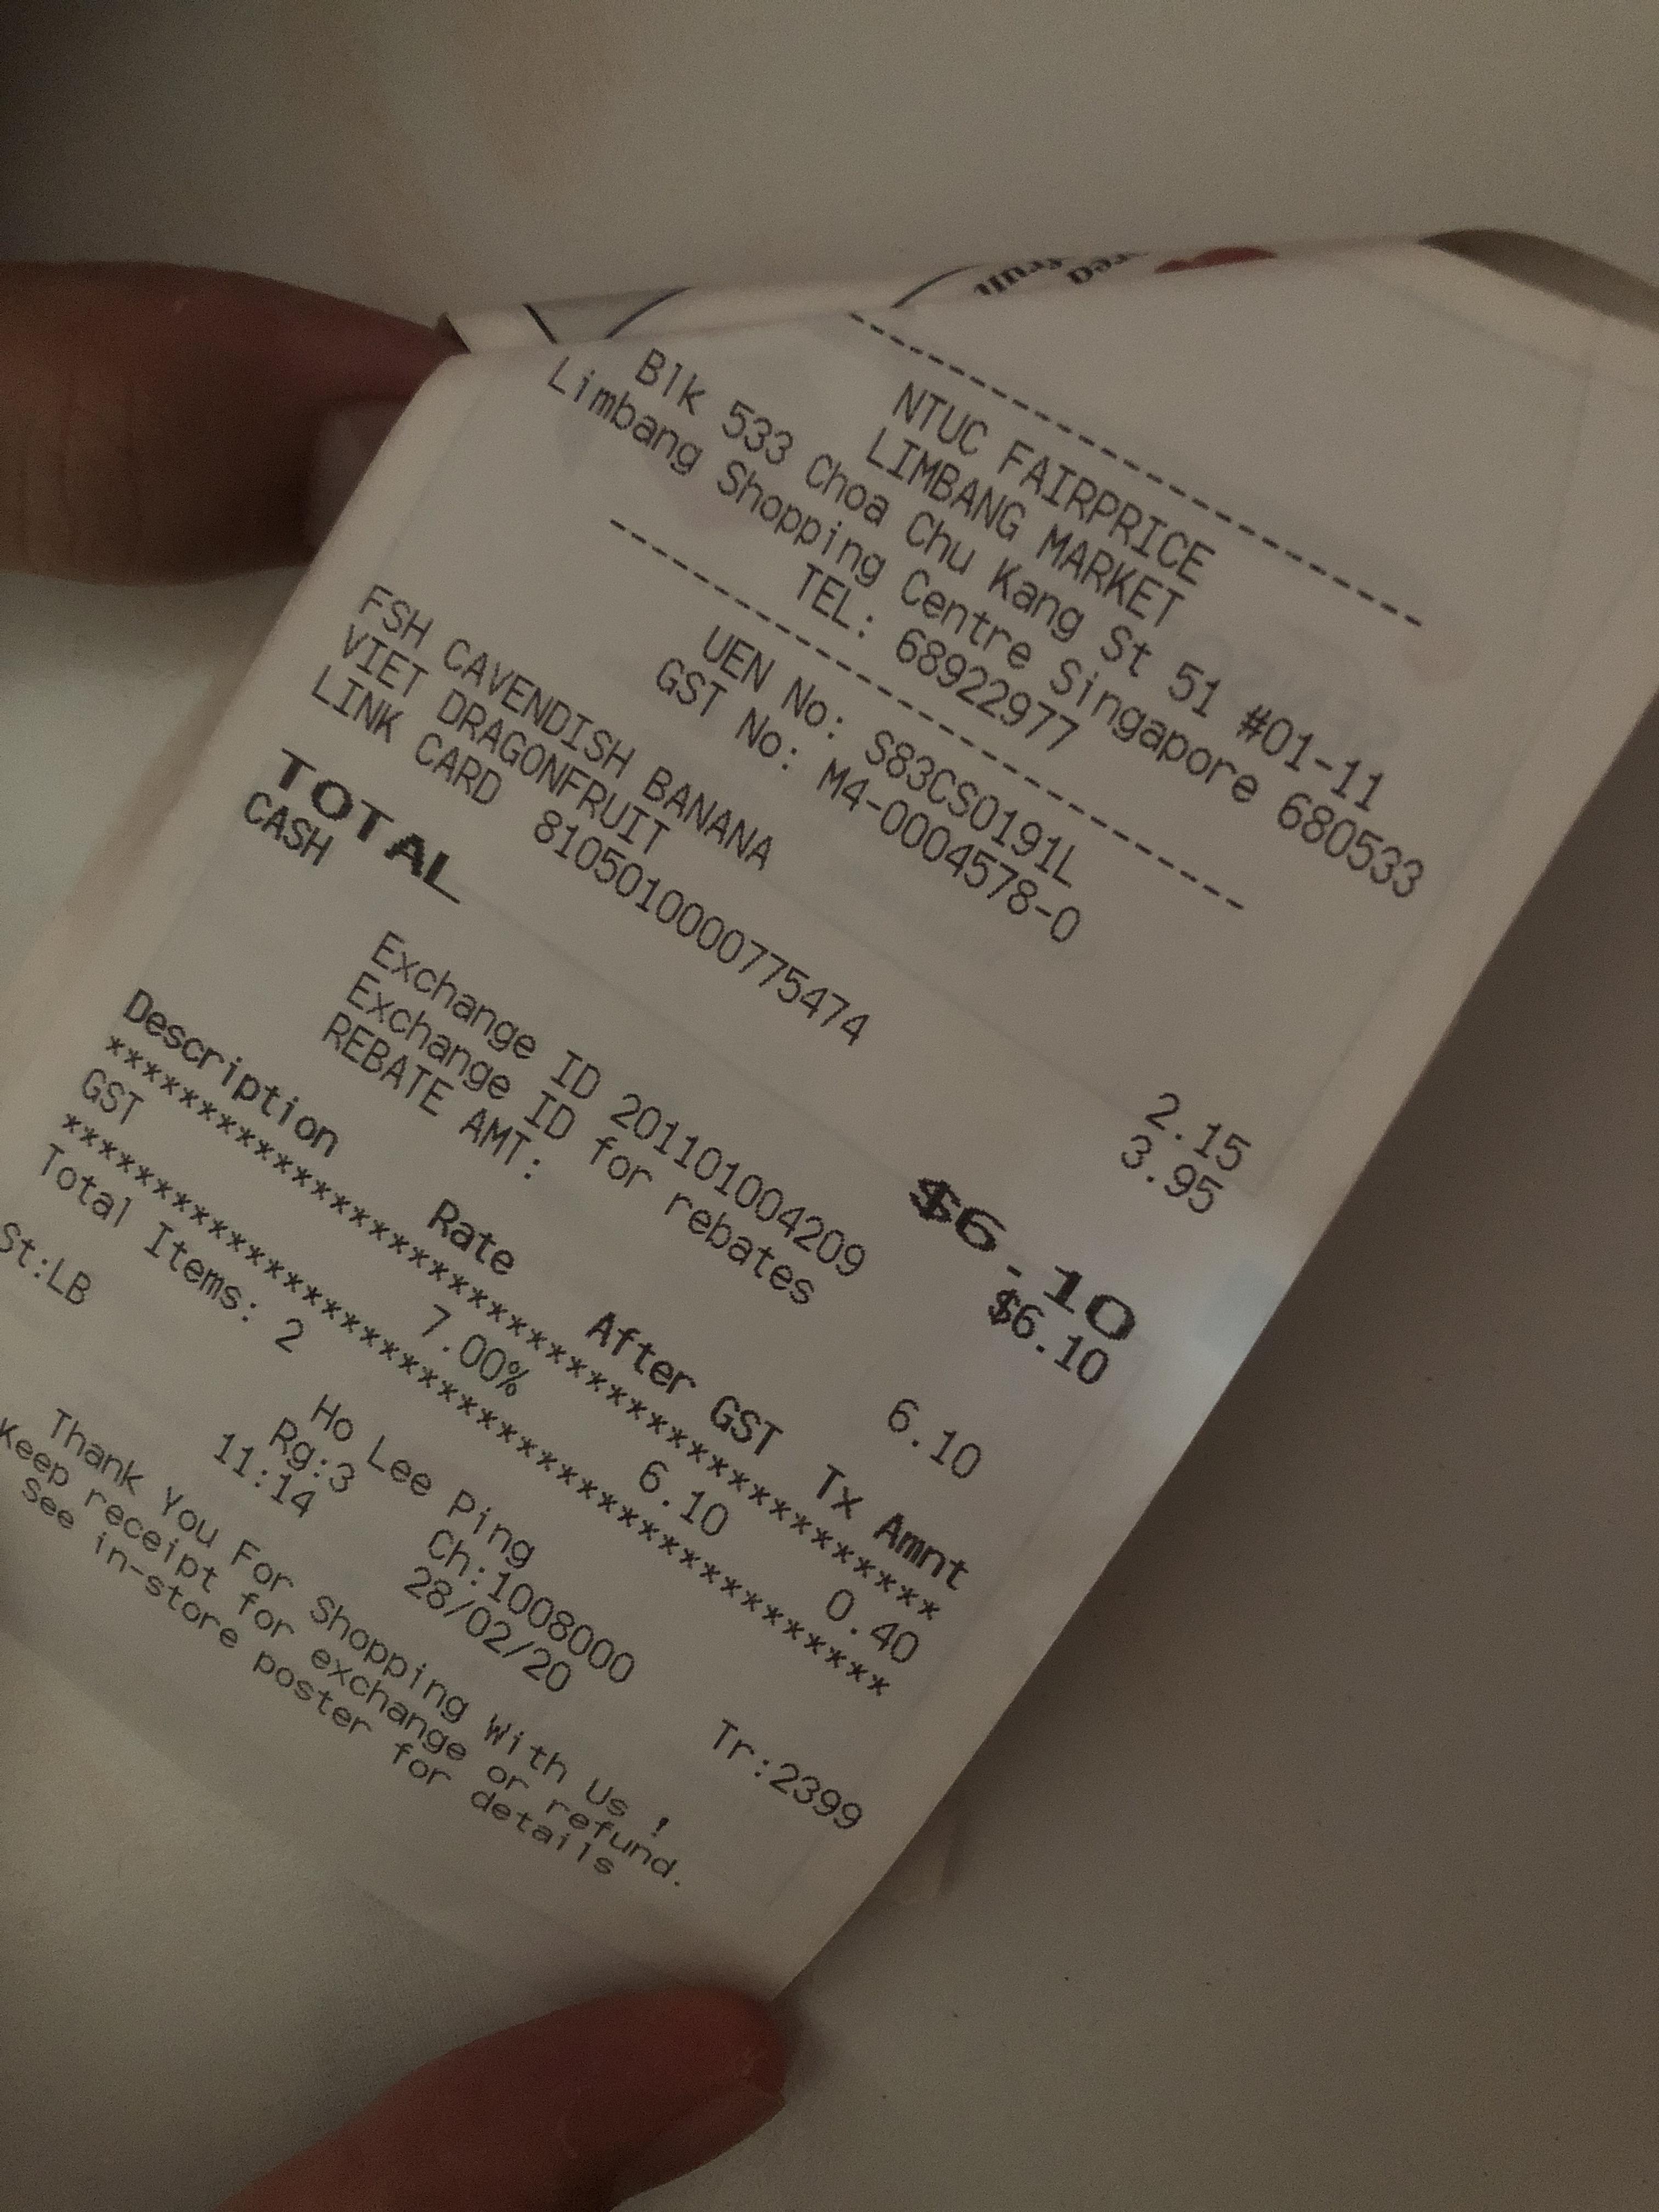 NTUC FAIRPRICE
LIMBANG MARKET
Blk 533 Choa Chu Kang St 51 #01-11
Limbang Shopping Centre Singapore 680533
TEL: 68922977
UEN No: S83CS0191L
GST No: M4-0004578-0
FSH CAVENDISH BANANA 2.15
VIET DRAGONFRUIT 3.95
LINK CARD 8105010000775474
TOTAL $6.10
CASH $6.10
Exchange ID 201101004209
Exchange ID for rebates
REBATE AMT: 6.10
Description Rate After GST Tx Amnt
****************************************
GST 7.00% 6.10 0.40
****************************************
Total Items: 2
Ho Lee Ping
St:LB Rg:3 Ch:1008000 Tr:2399
11:14 28/02/20
Thank You For Shopping With Us !
Keep receipt for exchange or refund.
See in-store poster for details